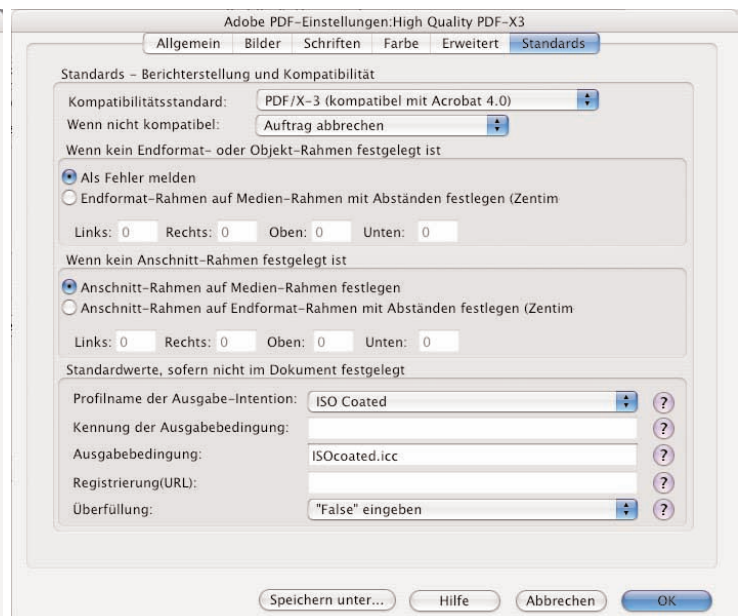 Adobe PDF-Einstellungen:High Quality PDF-X3
Allgemein Bilder Schriften Farbe Erweitert Standards
Standards – Berichterstellung und Kompatibilität
Kompatibilitätsstandard: PDF/X-3 (kompatibel mit Acrobat 4.0)
Wenn nicht kompatibel: Auftrag abbrechen
Wenn kein Endformat- oder Objekt-Rahmen festgelegt ist
Als Fehler melden
Endformat-Rahmen auf Medien-Rahmen mit Abständen festlegen (Zentim
Links: 0 Rechts: 0 Oben: 0 Unten: 0
Wenn kein Anschnitt-Rahmen festgelegt ist
Anschnitt-Rahmen auf Medien-Rahmen festlegen
Anschnitt-Rahmen auf Endformat-Rahmen mit Abständen festlegen (Zentim
Links: 0 Rechts: 0 Oben: 0 Unten: 0
Standardwerte, sofern nicht im Dokument festgelegt
Profilname der Ausgabe-Intention: ISO Coated ?
Kennung der Ausgabebedingung: ?
Ausgabebedingung: ISOcoated.icc ?
Registrierung(URL): ?
Überfüllung: "False" eingeben ?
Speichern unter... Hilfe Abbrechen OK